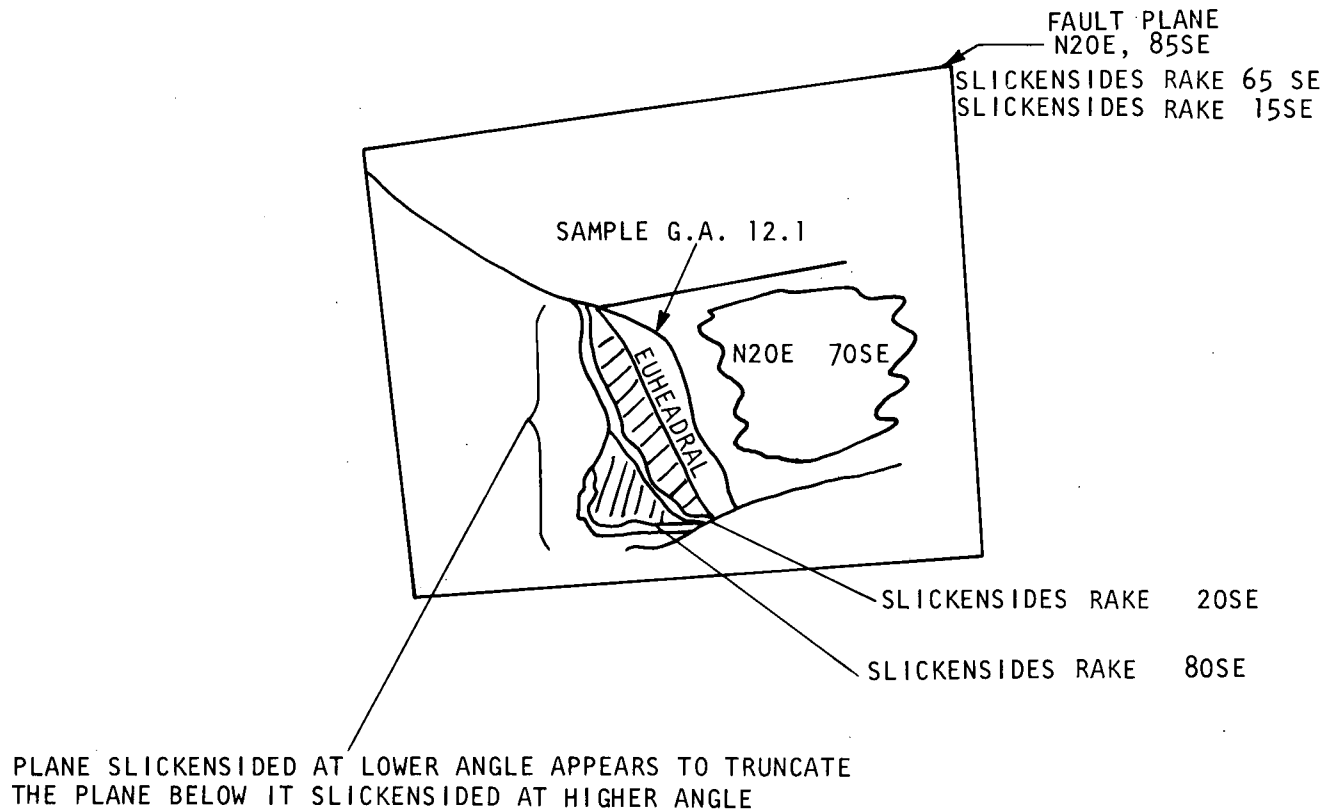 FAULT PLANE
N20E, 85SE
SLICKENSIDES RAKE 65 SE
SLICKENSIDES RAKE 15SE
SAMPLE G.A. 12.1
N20E 70SE
EUHEADRAL
SLICKENSIDES RAKE 20SE
SLICKENSIDES RAKE 80SE
PLANE SLICKENSIDED AT LOWER ANGLE APPEARS TO TRUNCATE
THE PLANE BELOW IT SLICKENSIDED AT HIGHER ANGLE